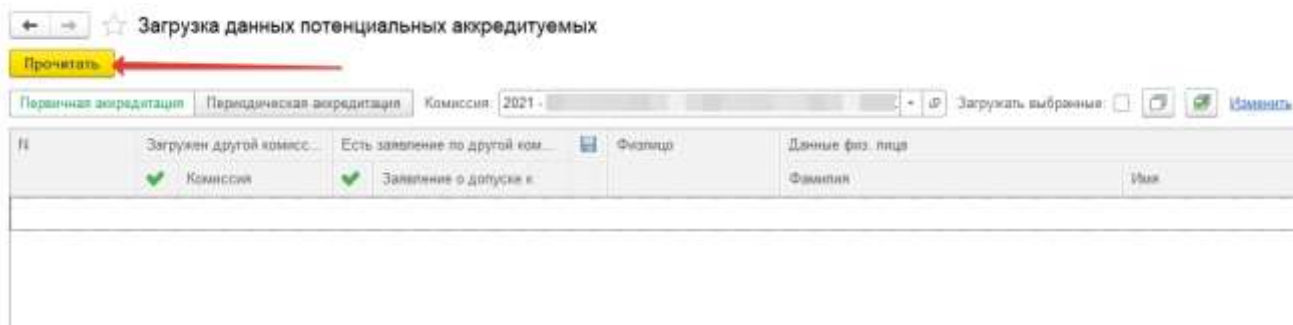 Загрузка данных потенциальных аккредитуемых
Прочитать
Первичная аккредитация Периодическая аккредитация Комиссия: 2021 - Загружать выбранные: Изменить
N Загружен другой комисс... Есть заявление по другой ком... Физлицо Данные физ. лица
Комиссия Заявление о допуске к Фамилия Имя